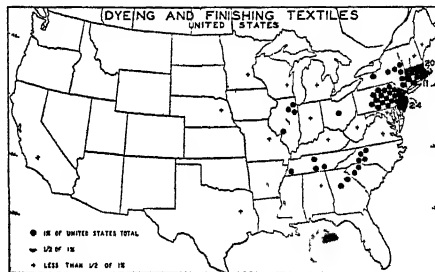 DYEING AND FINISHING TEXTILES
UNITED STATES
20
11
24
1% OF UNITED STATES TOTAL
1/2 OF 1%
LESS THAN 1/2 OF 1%